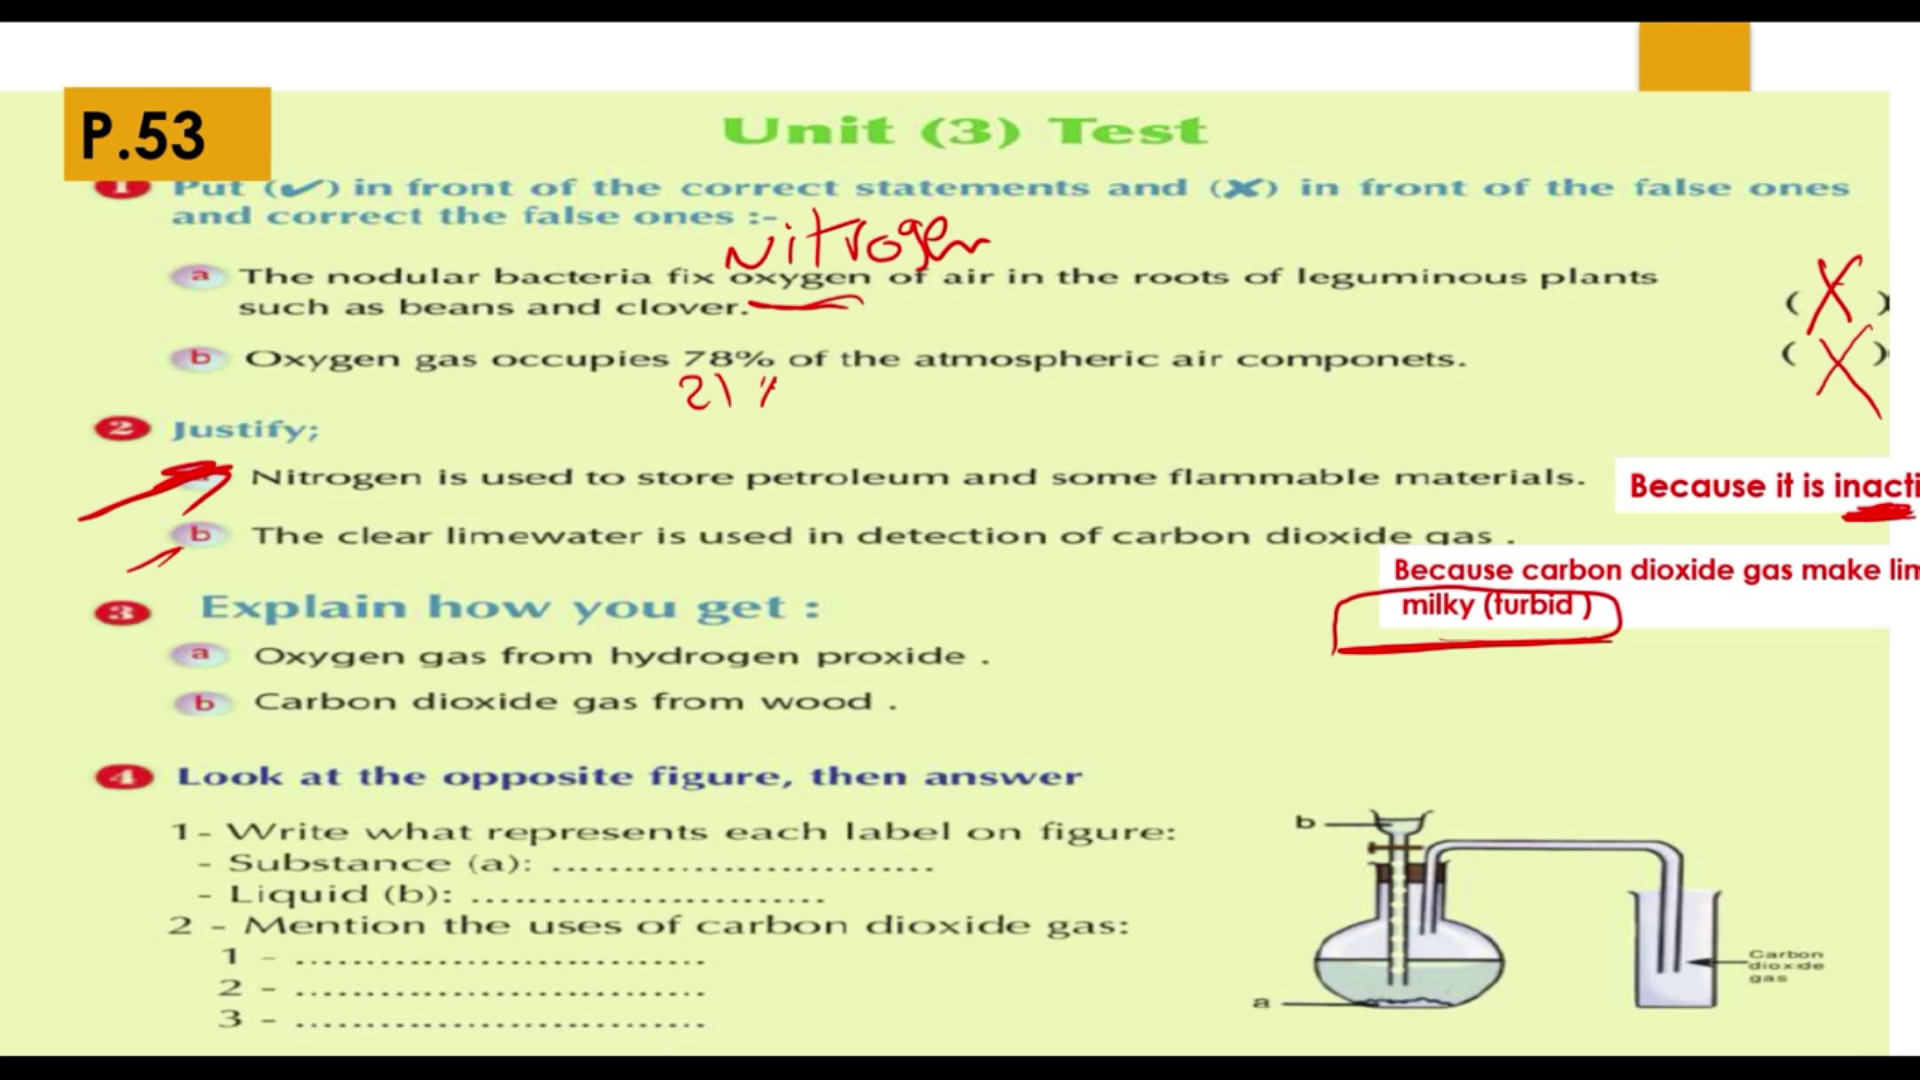 P.53
Unit (3) Test
1 Put (✔) in front of the correct statements and (✘) in front of the false ones
and correct the false ones :-
Nitrogen
a The nodular bacteria fix oxygen of air in the roots of leguminous plants
such as beans and clover. ( X )
b Oxygen gas occupies 78% of the atmospheric air componets. ( X )
21 %
2 Justify;
Nitrogen is used to store petroleum and some flammable materials. Because it is inacti
b The clear limewater is used in detection of carbon dioxide gas .
Because carbon dioxide gas make lim
milky (turbid )
3 Explain how you get :
a Oxygen gas from hydrogen proxide .
b Carbon dioxide gas from wood .
4 Look at the opposite figure, then answer
1- Write what represents each label on figure:
- Substance (a): ............................
- Liquid (b): ..........................
2 - Mention the uses of carbon dioxide gas:
1 - ..............................
2 - ..............................
3 - ..............................
b
a
Carbon
dioxide
gas